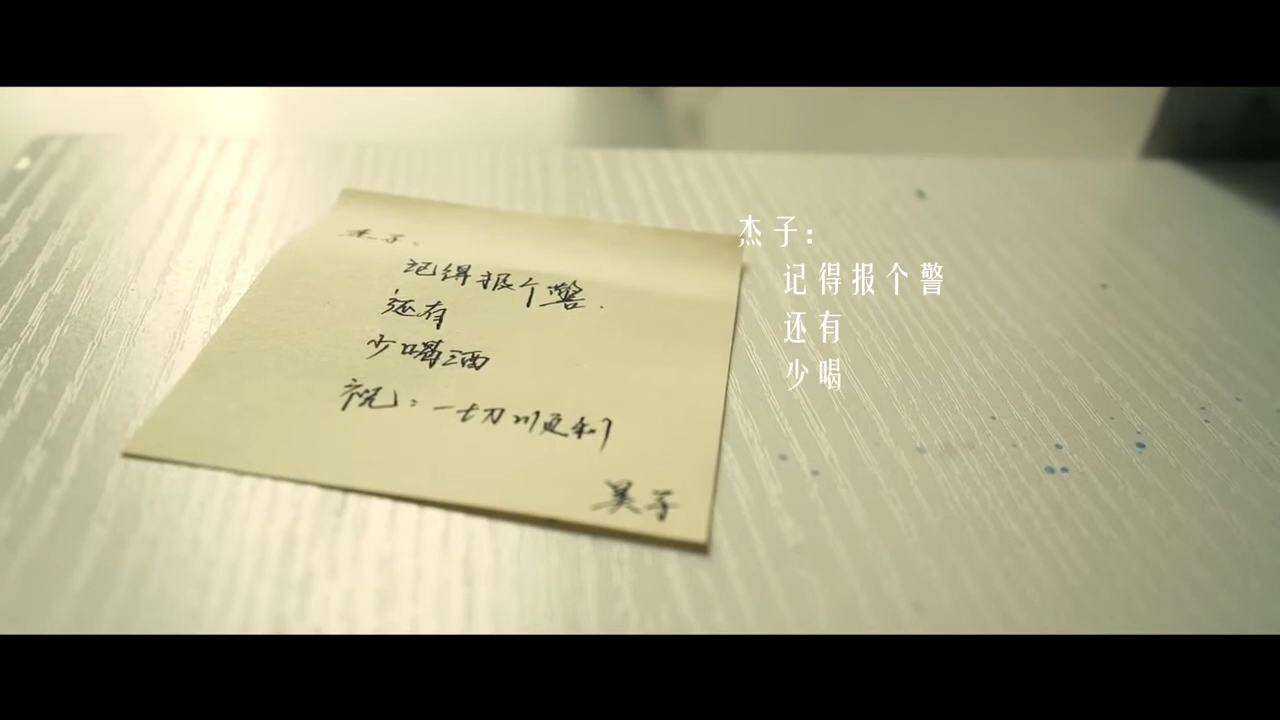 杰子：
记得报个警.
还有
少喝酒
祝：一切顺利
昊子
杰子:
记得报个警
还有
少喝